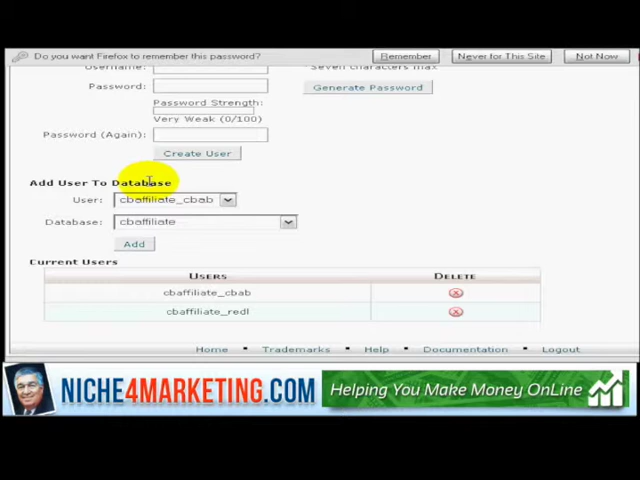 Do you want Firefox to remember this password?
Remember
Never for This Site
Not Now
Username:
Seven characters max
Password:
Generate Password
Password Strength:
Very Weak (0/100)
Password (Again):
Create User
Add User To Database
User: cbaffiliate_cbab
Database: cbaffiliate
Add
Current Users
Users Delete
cbaffiliate_cbab
cbaffiliate_redl
Home • Trademarks • Help • Documentation • Logout
NICHE4MARKETING.COM
Helping You Make Money OnLine